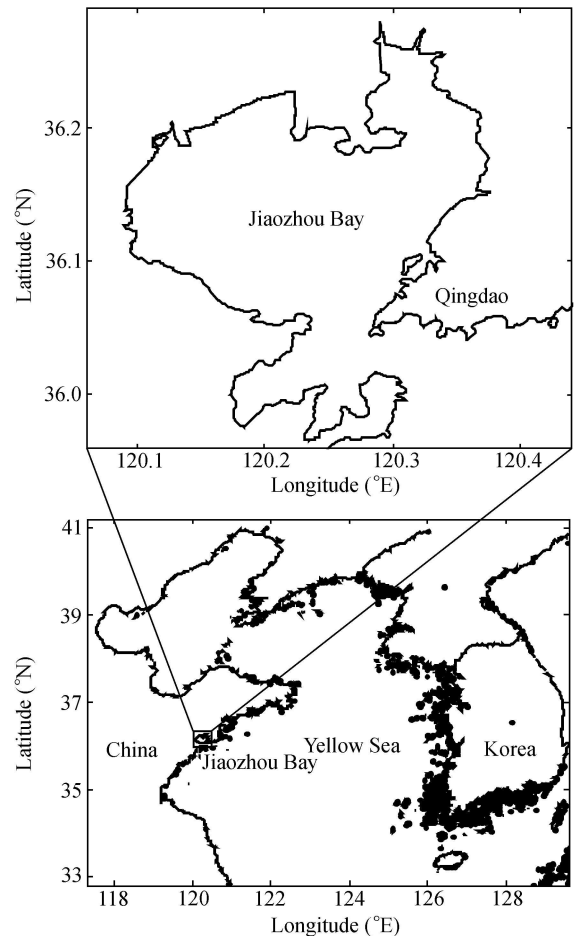 36.2
36.1
36.0
Latitude (°N)
Jiaozhou Bay
Qingdao
120.1 120.2 120.3 120.4
Longitude (°E)
41
39
37
35
33
Latitude (°N)
China
Jiaozhou Bay
Yellow Sea
Korea
118 120 122 124 126 128
Longitude (°E)